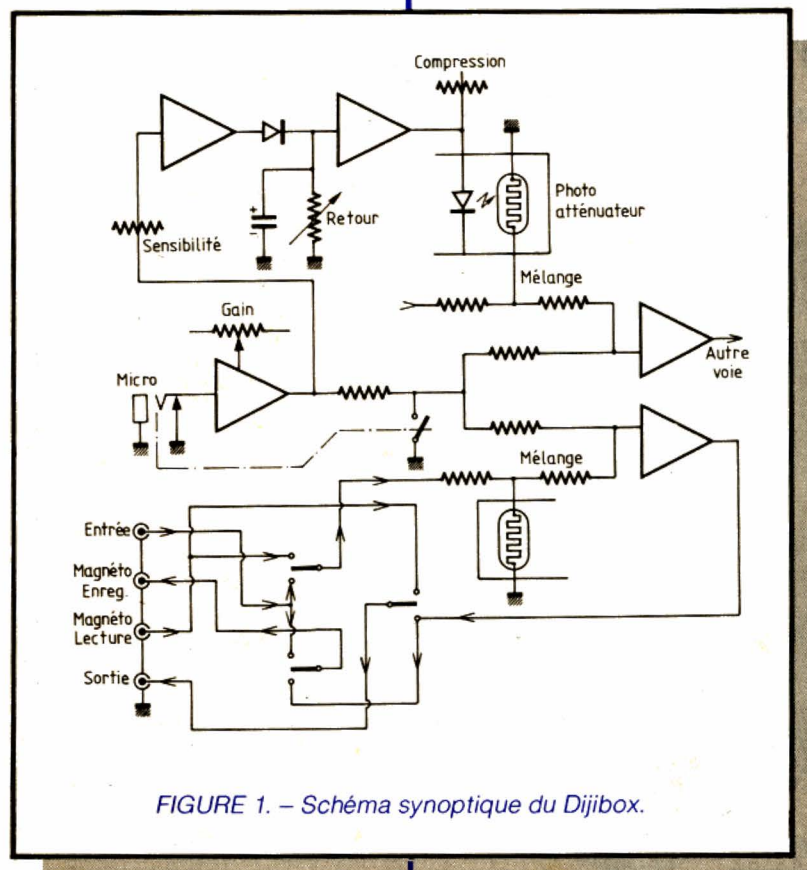 Compression
Photo
atténuateur
Retour
+
-
Sensibilité
Mélange
Gain
Autre
voie
Micro
Mélange
Entrée
Magnéto
Enreg.
Magnéto
Lecture
Sortie
FIGURE 1. – Schéma synoptique du Dijibox.